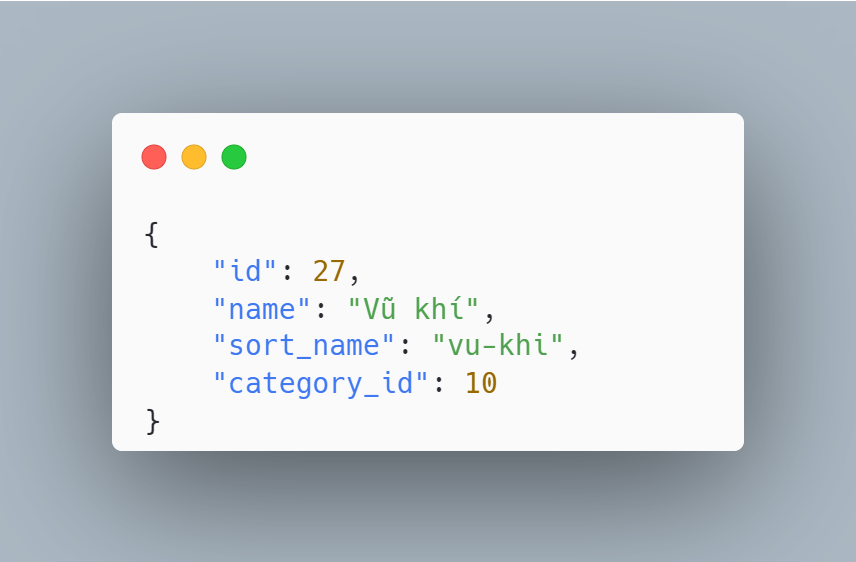 {
    "id": 27,
    "name": "Vũ khí",
    "sort_name": "vu-khi",
    "category_id": 10
}